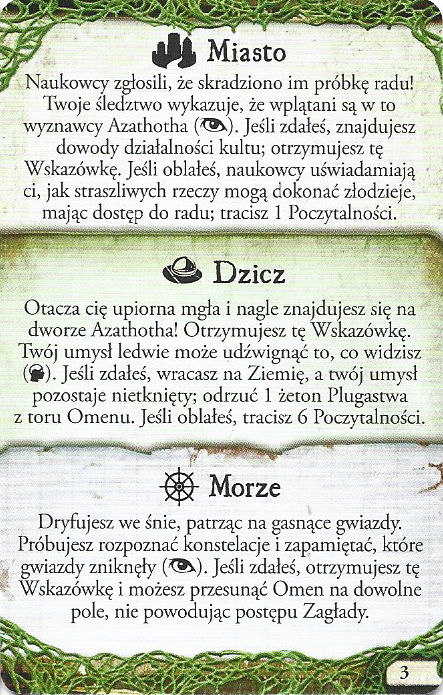 Miasto
Naukowcy zgłosili, że skradziono im próbkę radu!
Twoje śledztwo wykazuje, że wplątani są w to
wyznawcy Azathotha (). Jeśli zdałeś, znajdujesz
dowody działalności kultu; otrzymujesz tę
Wskazówkę. Jeśli oblałeś, naukowcy uświadamiają
ci, jak straszliwych rzeczy mogą dokonać złodzieje,
mając dostęp do radu; tracisz 1 Poczytalności.
Dzicz
Otacza cię upiorna mgła i nagle znajdujesz się na
dworze Azathotha! Otrzymujesz tę Wskazówkę.
Twój umysł ledwie może udźwignąć to, co widzisz
(). Jeśli zdałeś, wracasz na Ziemię, a twój umysł
pozostaje nietknięty; odrzuć 1 żeton Plugastwa
z toru Omenu. Jeśli oblałeś, tracisz 6 Poczytalności.
Morze
Dryfujesz we śnie, patrząc na gasnące gwiazdy.
Próbujesz rozpoznać konstelacje i zapamiętać, które
gwiazdy zniknęły (). Jeśli zdałeś, otrzymujesz tę
Wskazówkę i możesz przesunąć Omen na dowolne
pole, nie powodując postępu Zagłady.
3